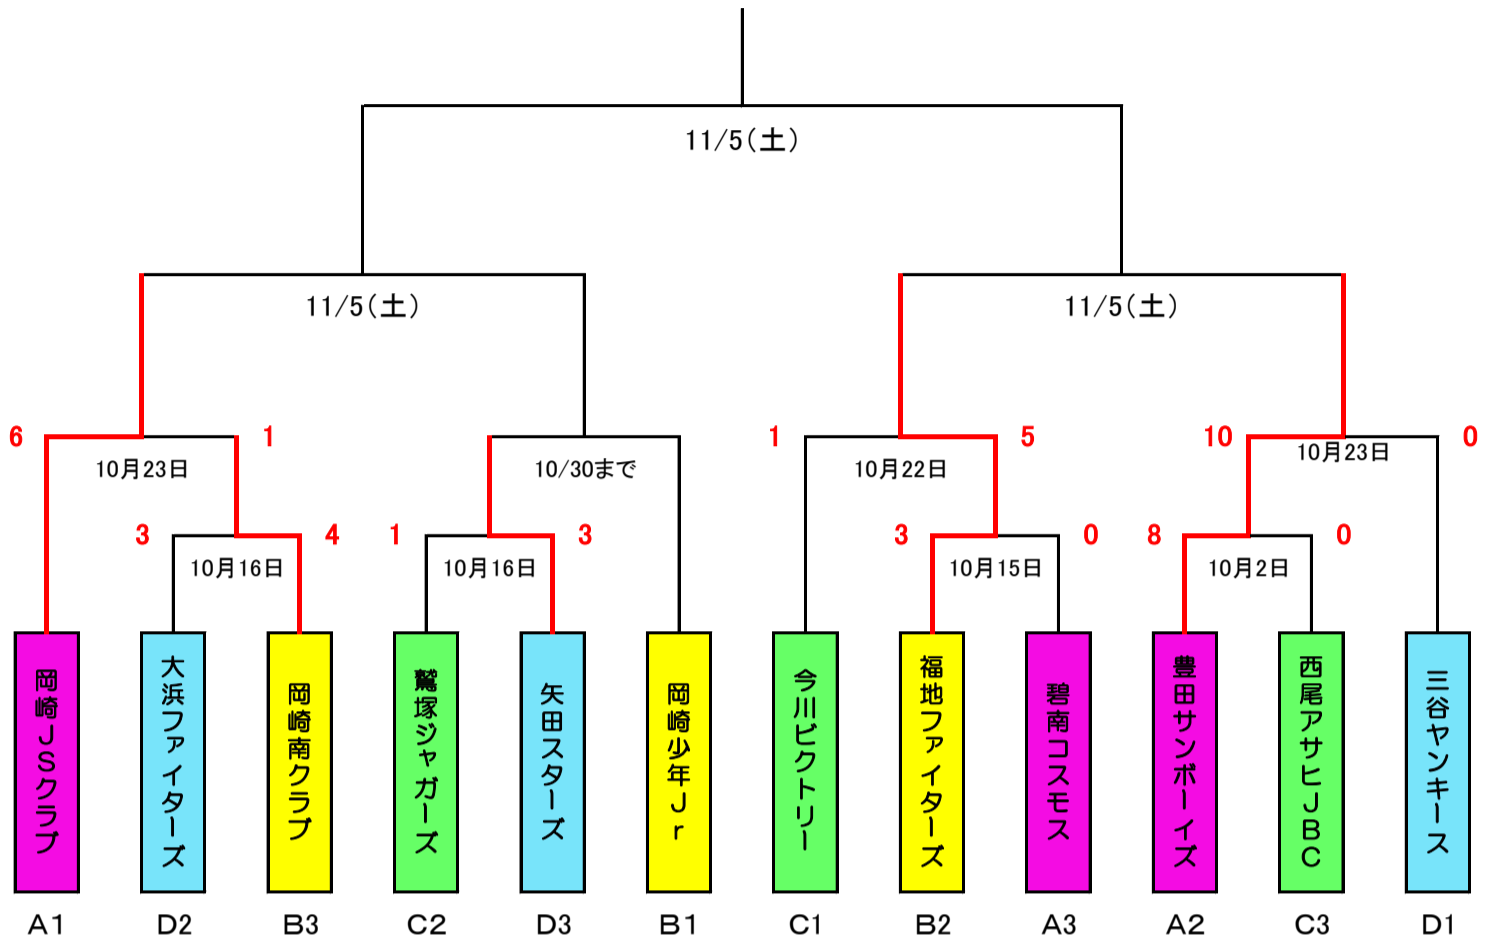 11/5(土)
11/5(土)
11/5(土)
6
1
1
5
10
0
10月23日
10/30まで
10月22日
10月23日
3
4
1
3
3
0
8
0
10月16日
10月16日
10月15日
10月2日
岡崎JSクラブ
大浜ファイターズ
岡崎南クラブ
鷲塚ジャガーズ
矢田スターズ
岡崎少年Jr
今川ビクトリー
福地ファイターズ
碧南コスモス
豊田サンボーイズ
西尾アサヒJBC
三谷ヤンキース
A1
D2
B3
C2
D3
B1
C1
B2
A3
A2
C3
D1